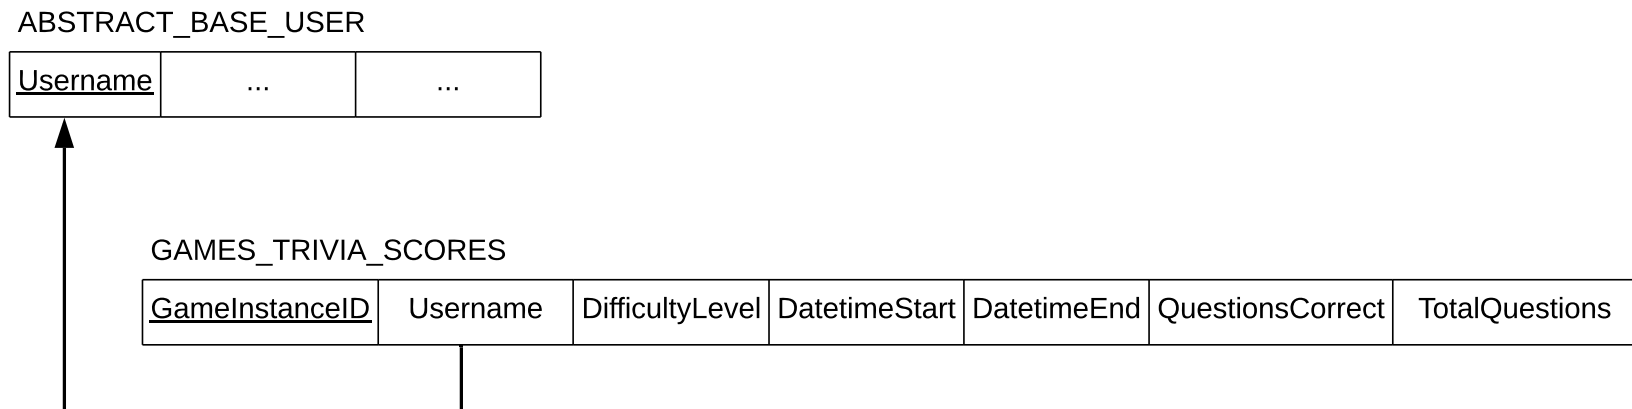 ABSTRACT_BASE_USER
Username ... ...
GAMES_TRIVIA_SCORES
GameInstanceID Username DifficultyLevel DatetimeStart DatetimeEnd QuestionsCorrect TotalQuestions